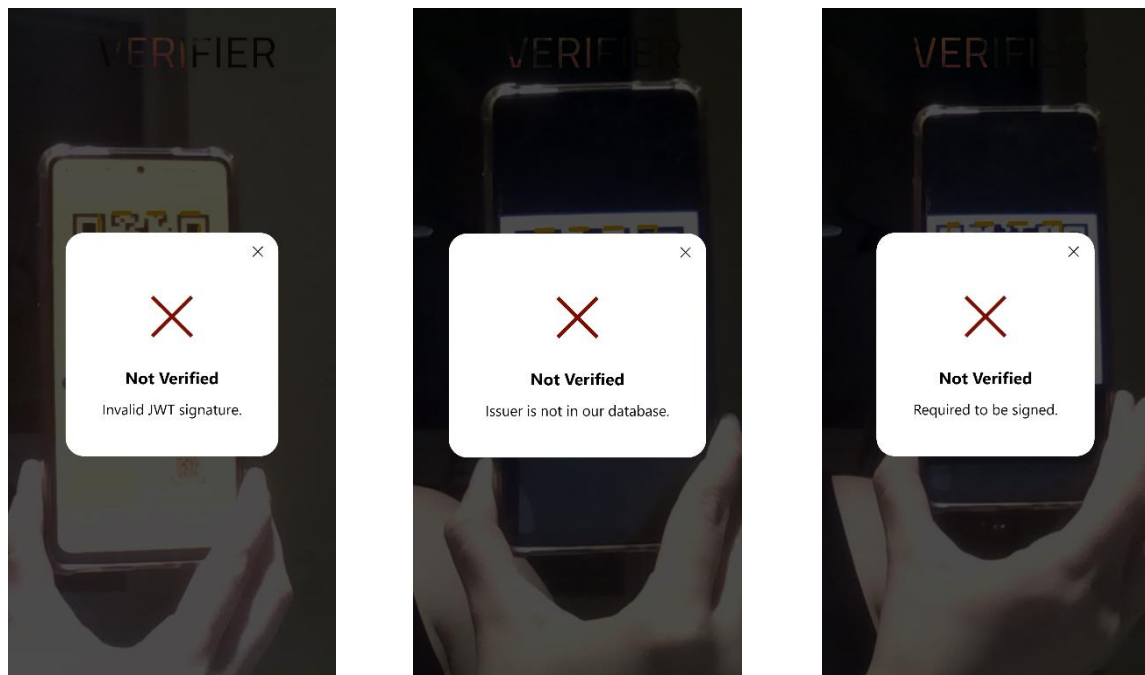 VERIFIER
Not Verified
Invalid JWT signature.
VERIFIER
Not Verified
Issuer is not in our database.
VERIFIER
Not Verified
Required to be signed.